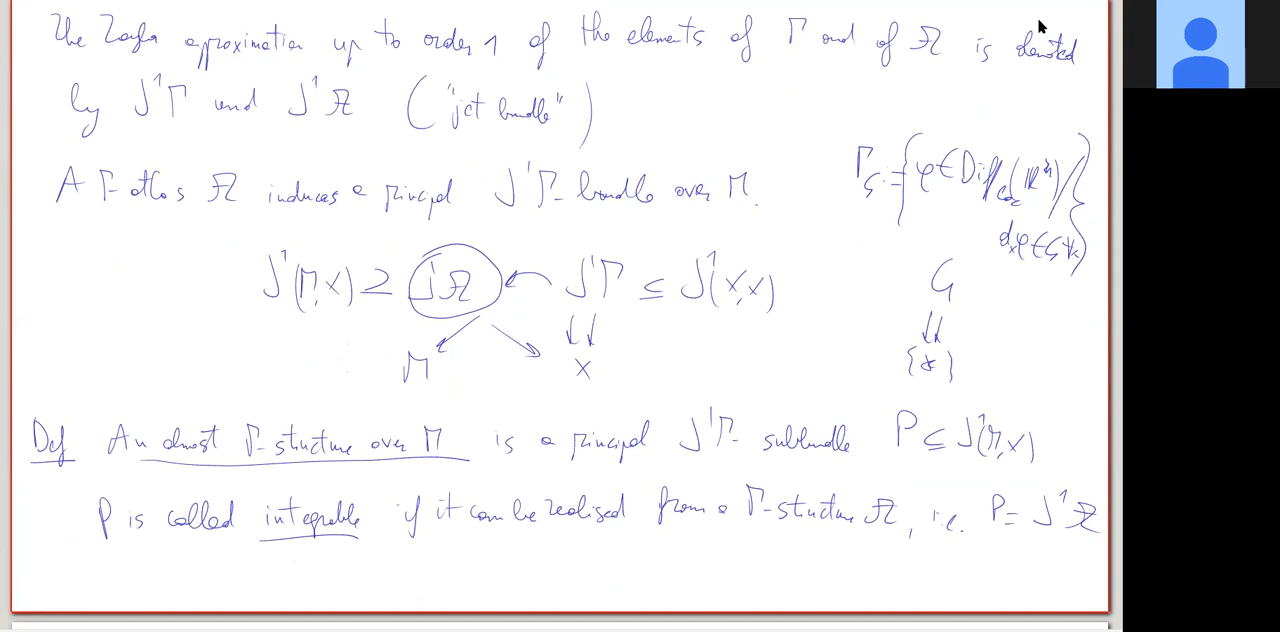 The Taylor aproximation up to order 1 of the elements of Γ and of 𝒜 is denoted
by J¹Γ and J¹𝒜 ("jet bundle")
A Γ-atlas 𝒜 induces a principal J¹Γ-bundle over M.
Γ_G := {φ ∈ Diff_loc(ℝⁿ) / d_xφ ∈ G ∀x}
J¹(M,X) ⊇ J¹𝒜 ↶ J¹Γ ⊆ J¹(X,X)
G
⇊ ⇊
M X {*}
Def An almost Γ-structure over M is a principal J¹Γ-subbundle P ⊆ J¹(M,X)
P is called integrable if it can be realised from a Γ-structure 𝒜, i.e. P = J¹𝒜